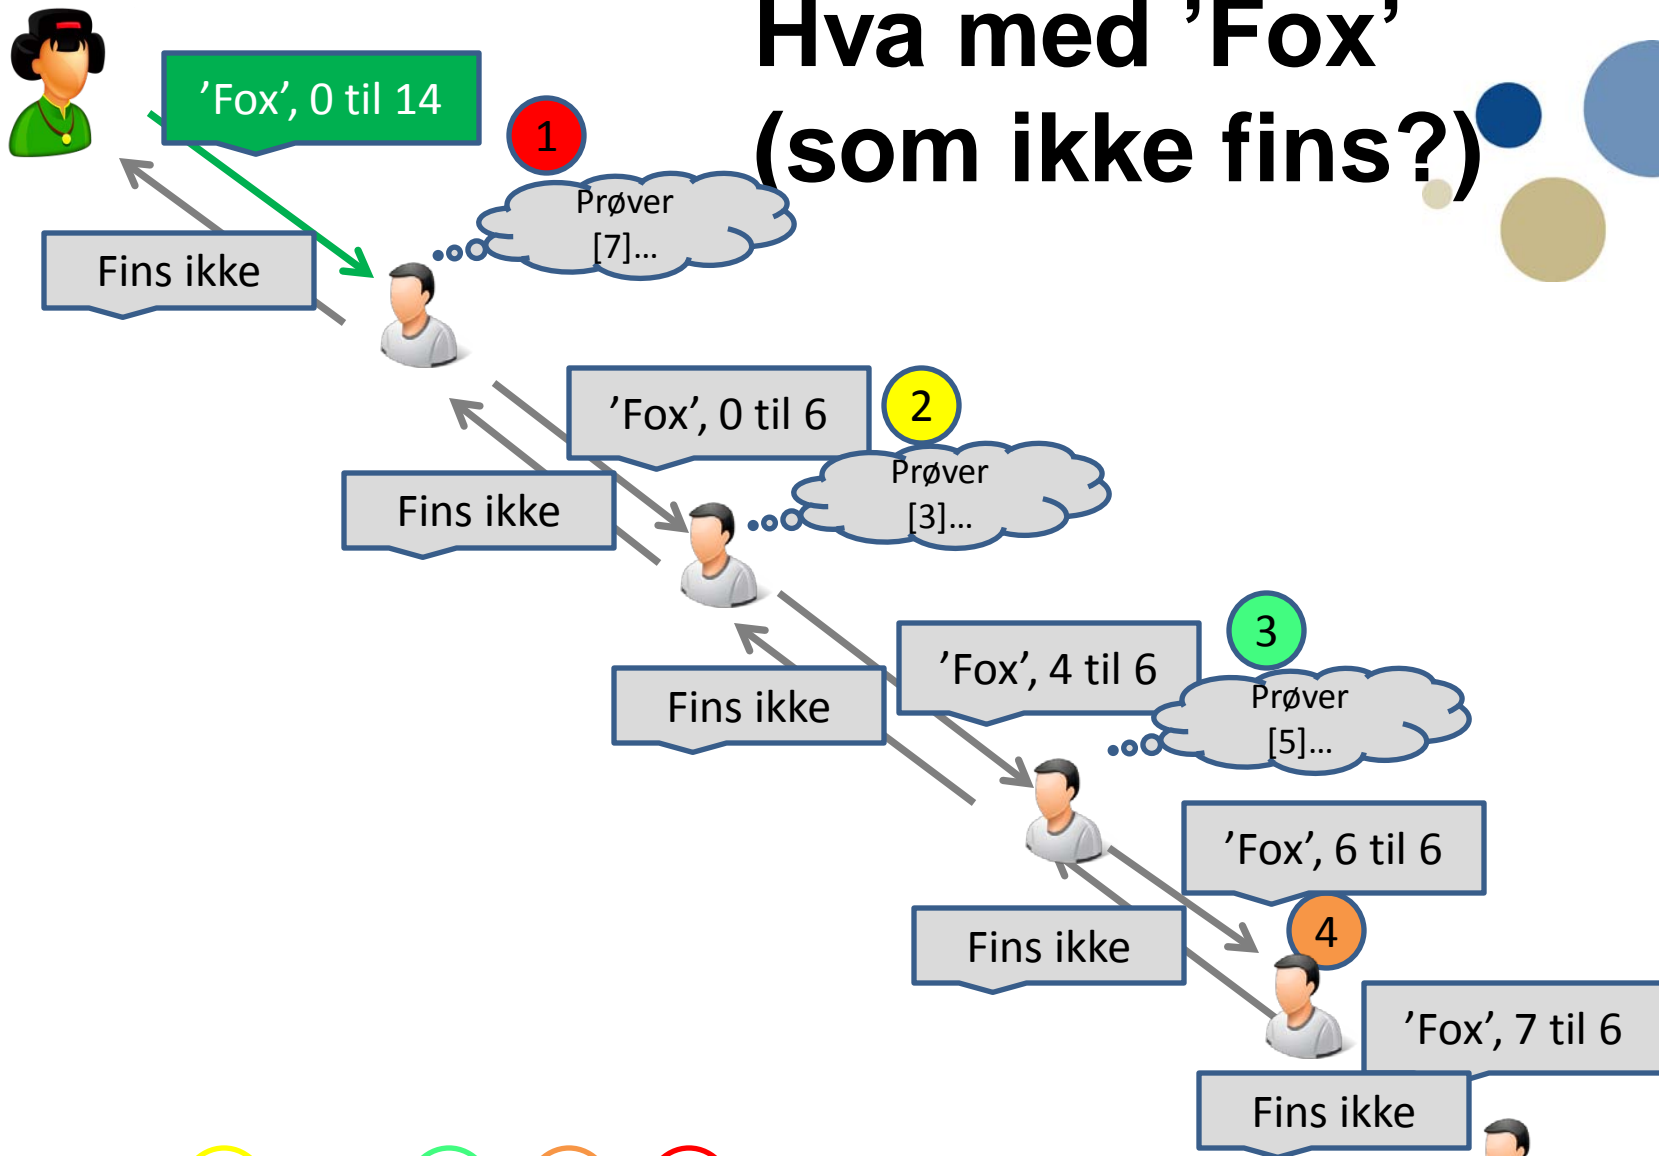 Hva med ’Fox’
(som ikke fins?)
’Fox’, 0 til 14
1
Prøver
[7]...
Fins ikke
’Fox’, 0 til 6
2
Prøver
[3]...
Fins ikke
’Fox’, 4 til 6
3
Prøver
[5]...
Fins ikke
’Fox’, 6 til 6
4
Fins ikke
’Fox’, 7 til 6
Fins ikke